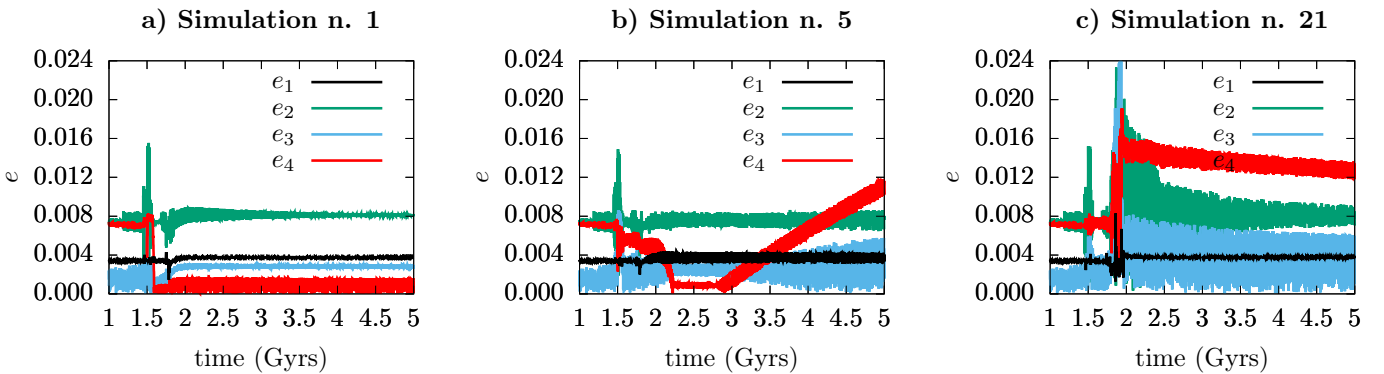 a) Simulation n. 1
e
0.024
0.020
0.016
0.012
0.008
0.004
0.000
e1
e2
e3
e4
1 1.5 2 2.5 3 3.5 4 4.5 5
time (Gyrs)
b) Simulation n. 5
e
0.024
0.020
0.016
0.012
0.008
0.004
0.000
e1
e2
e3
e4
1 1.5 2 2.5 3 3.5 4 4.5 5
time (Gyrs)
c) Simulation n. 21
e
0.024
0.020
0.016
0.012
0.008
0.004
0.000
e1
e2
e3
e4
1 1.5 2 2.5 3 3.5 4 4.5 5
time (Gyrs)